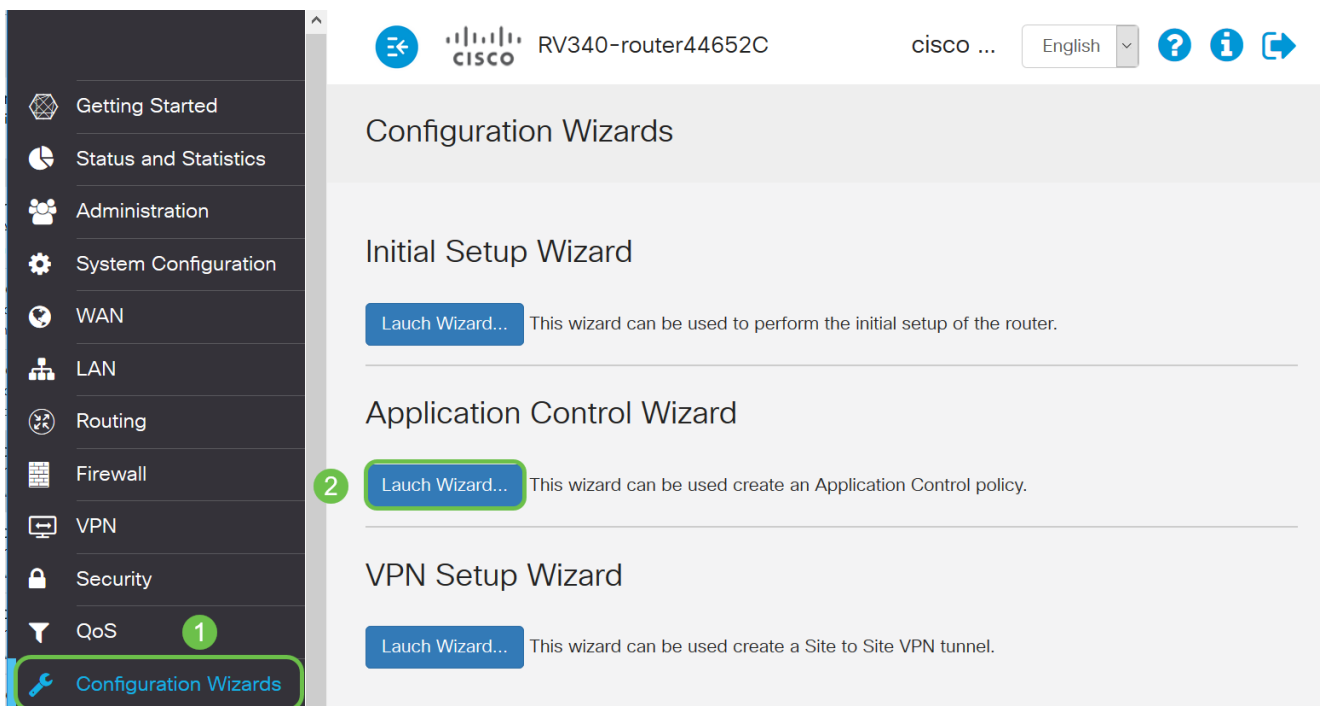 cisco
RV340-router44652C
cisco ...
English
Getting Started
Status and Statistics
Administration
System Configuration
WAN
LAN
Routing
Firewall
VPN
Security
QoS
1
Configuration Wizards
Configuration Wizards
Initial Setup Wizard
Lauch Wizard... This wizard can be used to perform the initial setup of the router.
Application Control Wizard
2 Lauch Wizard... This wizard can be used create an Application Control policy.
VPN Setup Wizard
Lauch Wizard... This wizard can be used create a Site to Site VPN tunnel.